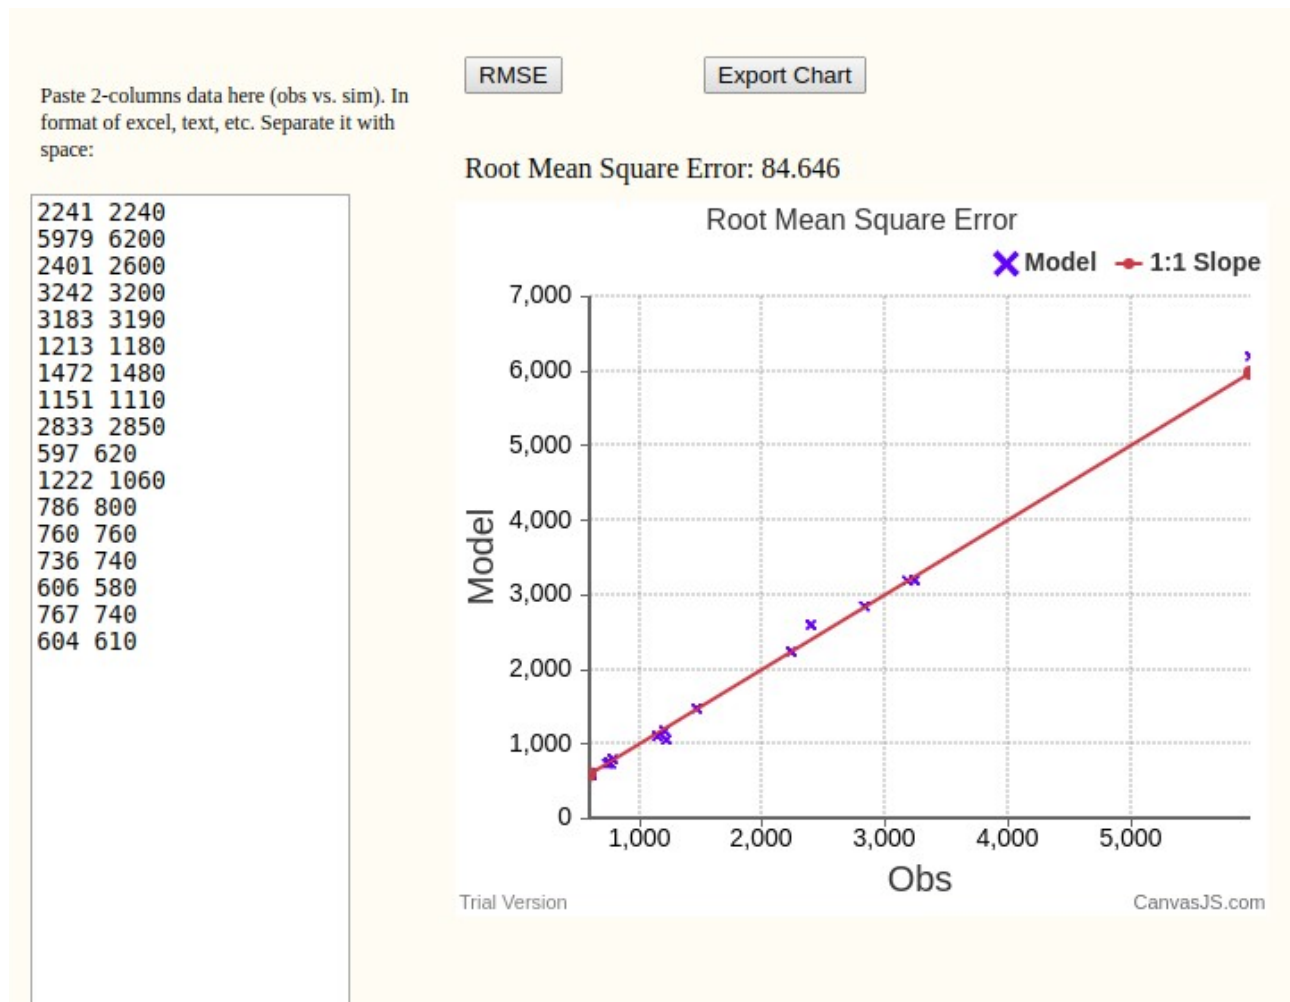 Paste 2-columns data here (obs vs. sim). In
format of excel, text, etc. Separate it with
space:
2241 2240
5979 6200
2401 2600
3242 3200
3183 3190
1213 1180
1472 1480
1151 1110
2833 2850
597 620
1222 1060
786 800
760 760
736 740
606 580
767 740
604 610
RMSE
Export Chart
Root Mean Square Error: 84.646
Root Mean Square Error
Model
1:1 Slope
7,000
6,000
5,000
4,000
3,000
2,000
1,000
0
Model
1,000
2,000
3,000
4,000
5,000
Obs
Trial Version
CanvasJS.com